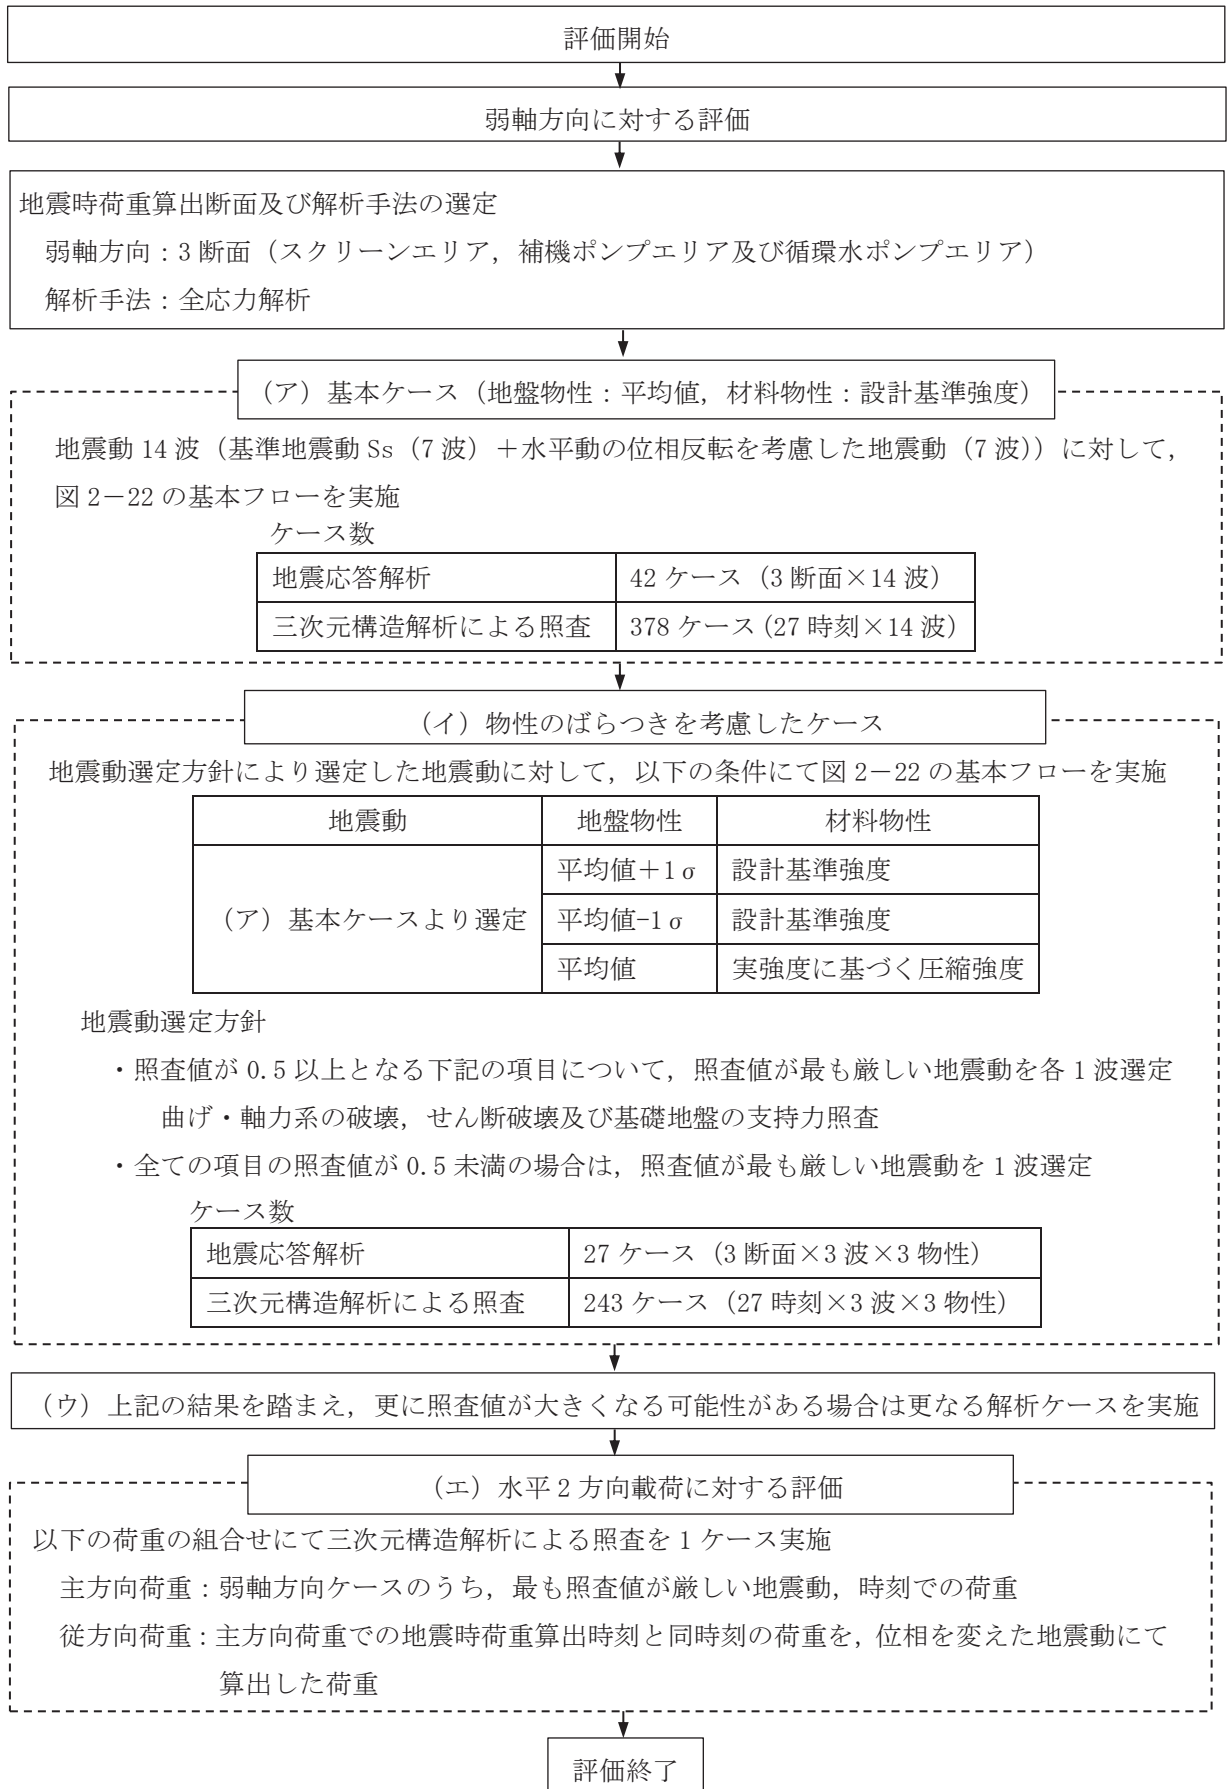 評価開始
弱軸方向に対する評価
地震時荷重算出断面及び解析手法の選定
弱軸方向：3断面（スクリーンエリア，補機ポンプエリア及び循環水ポンプエリア）
解析手法：全応力解析
（ア）基本ケース（地盤物性：平均値，材料物性：設計基準強度）
地震動14波（基準地震動Ss（7波）＋水平動の位相反転を考慮した地震動（7波））に対して，
図2－22の基本フローを実施
ケース数
地震応答解析 42ケース（3断面×14波）
三次元構造解析による照査 378ケース（27時刻×14波）
（イ）物性のばらつきを考慮したケース
地震動選定方針により選定した地震動に対して，以下の条件にて図2－22の基本フローを実施
地震動 地盤物性 材料物性
平均値＋1σ 設計基準強度
（ア）基本ケースより選定 平均値-1σ 設計基準強度
平均値 実強度に基づく圧縮強度
地震動選定方針
・照査値が0.5以上となる下記の項目について，照査値が最も厳しい地震動を各1波選定
曲げ・軸力系の破壊，せん断破壊及び基礎地盤の支持力照査
・全ての項目の照査値が0.5未満の場合は，照査値が最も厳しい地震動を1波選定
ケース数
地震応答解析 27ケース（3断面×3波×3物性）
三次元構造解析による照査 243ケース（27時刻×3波×3物性）
（ウ）上記の結果を踏まえ，更に照査値が大きくなる可能性がある場合は更なる解析ケースを実施
（エ）水平2方向載荷に対する評価
以下の荷重の組合せにて三次元構造解析による照査を1ケース実施
主方向荷重：弱軸方向ケースのうち，最も照査値が厳しい地震動，時刻での荷重
従方向荷重：主方向荷重での地震時荷重算出時刻と同時刻の荷重を，位相を変えた地震動にて
算出した荷重
評価終了